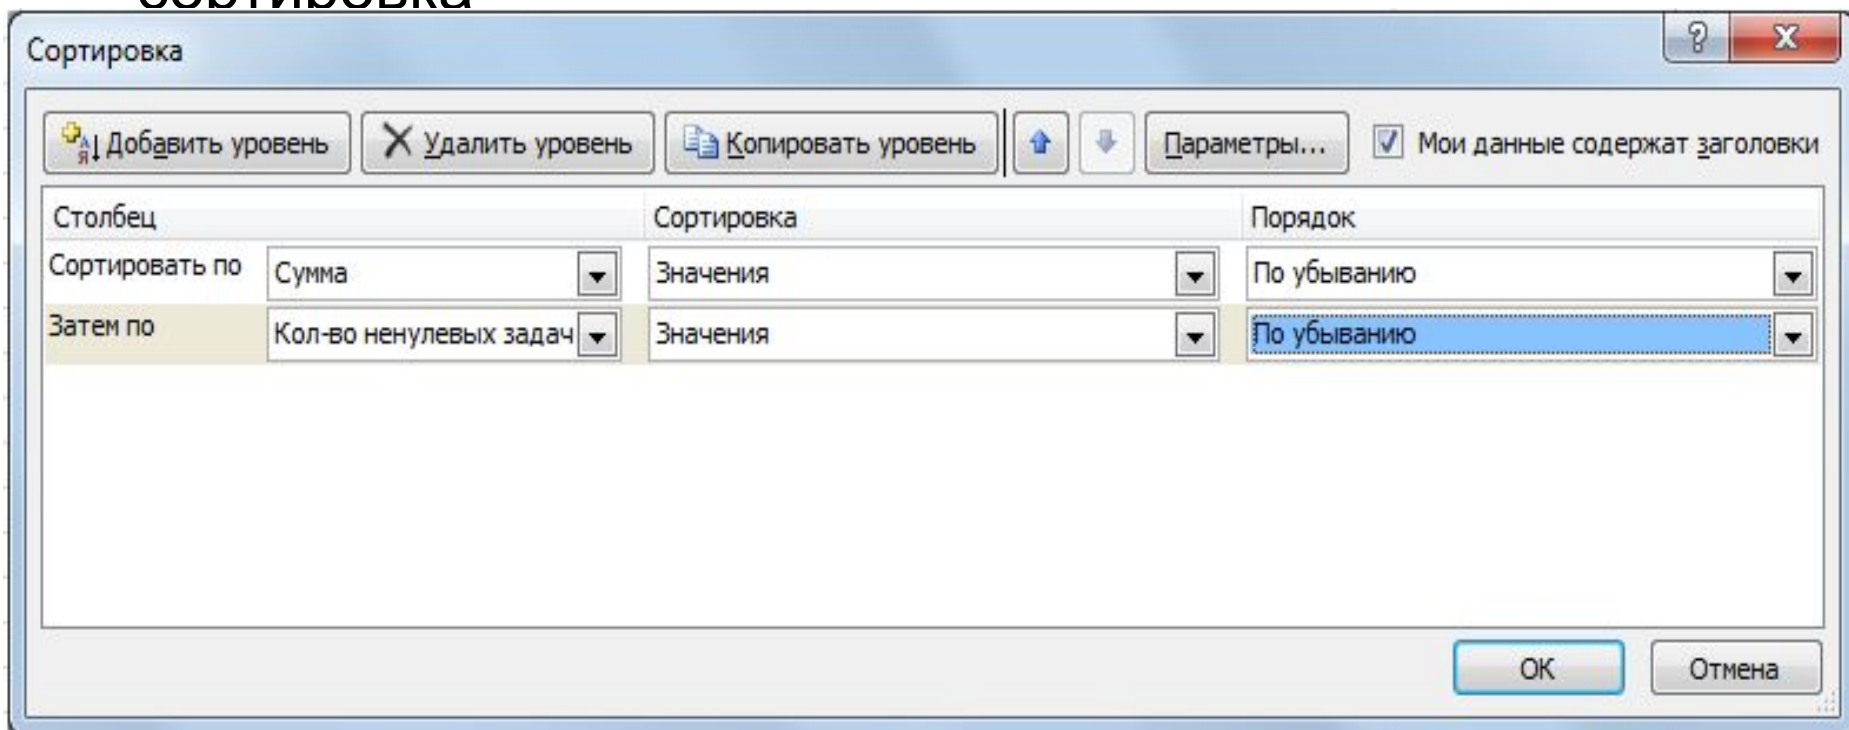 сортировка
Сортировка
Добавить уровень Удалить уровень Копировать уровень Параметры... Мои данные содержат заголовки
Столбец Сортировка Порядок
Сортировать по Сумма Значения По убыванию
Затем по Кол-во ненулевых задач Значения По убыванию
ОК Отмена